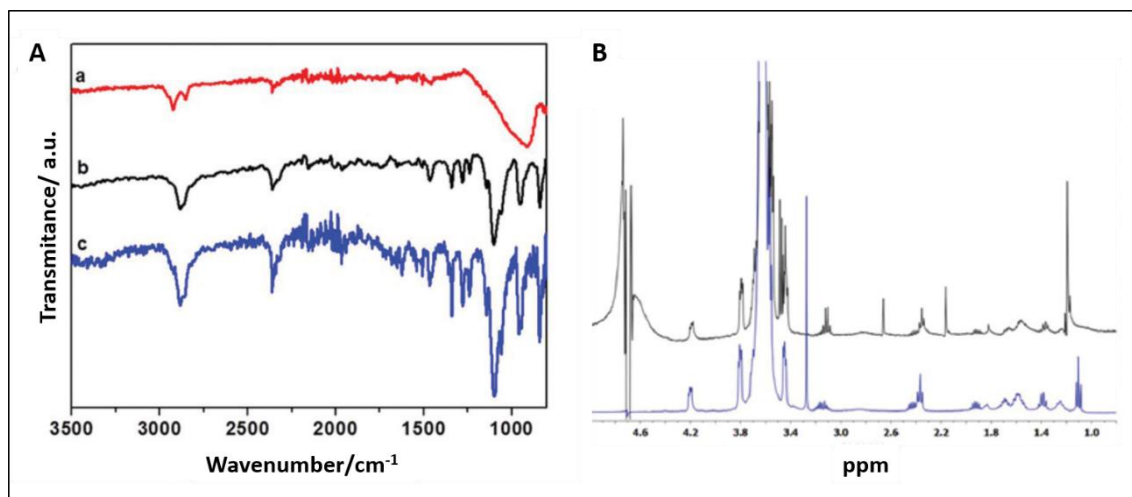 A
B
a
b
c
Transmitance/ a.u.
3500 3000 2500 2000 1500 1000
Wavenumber/cm-1
4.6 4.2 3.8 3.4 3.0 2.6 2.2 1.8 1.4 1.0
ppm